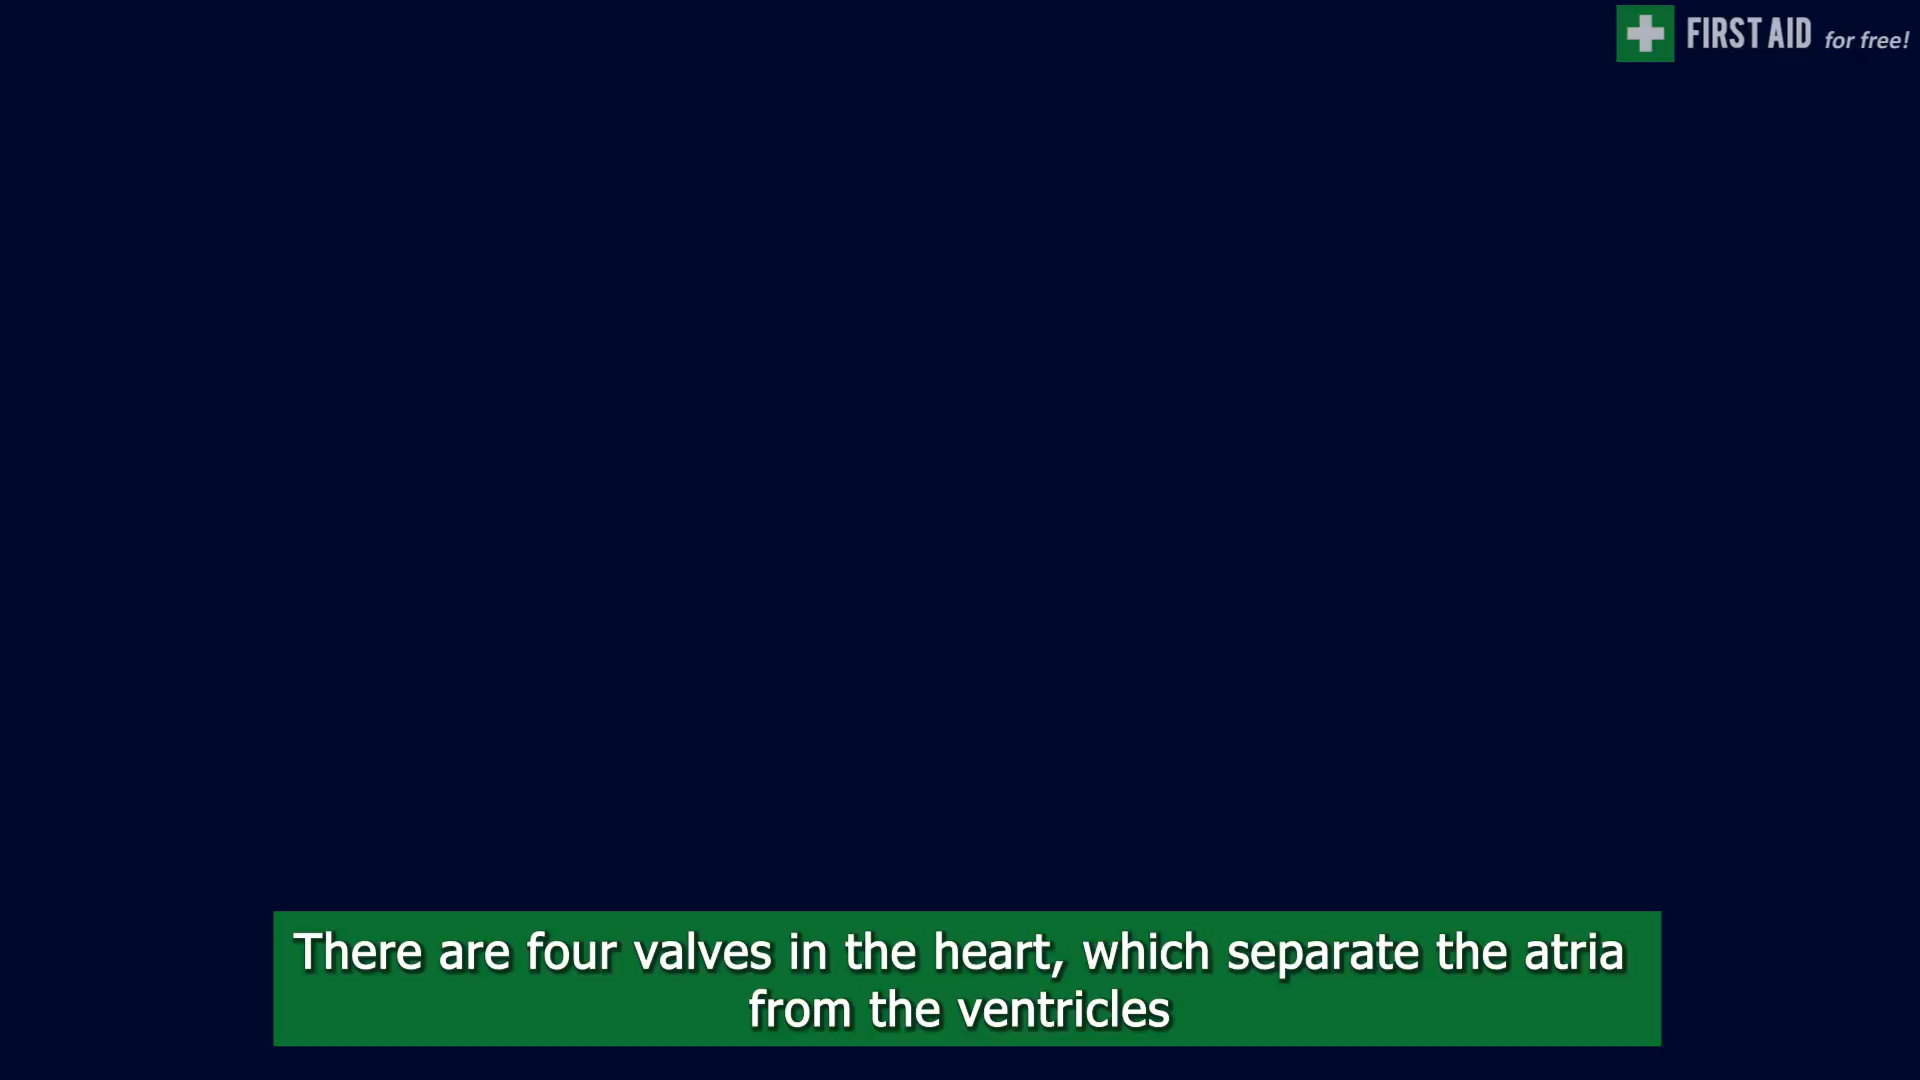 FIRST AID for free!
There are four valves in the heart, which separate the atria
from the ventricles